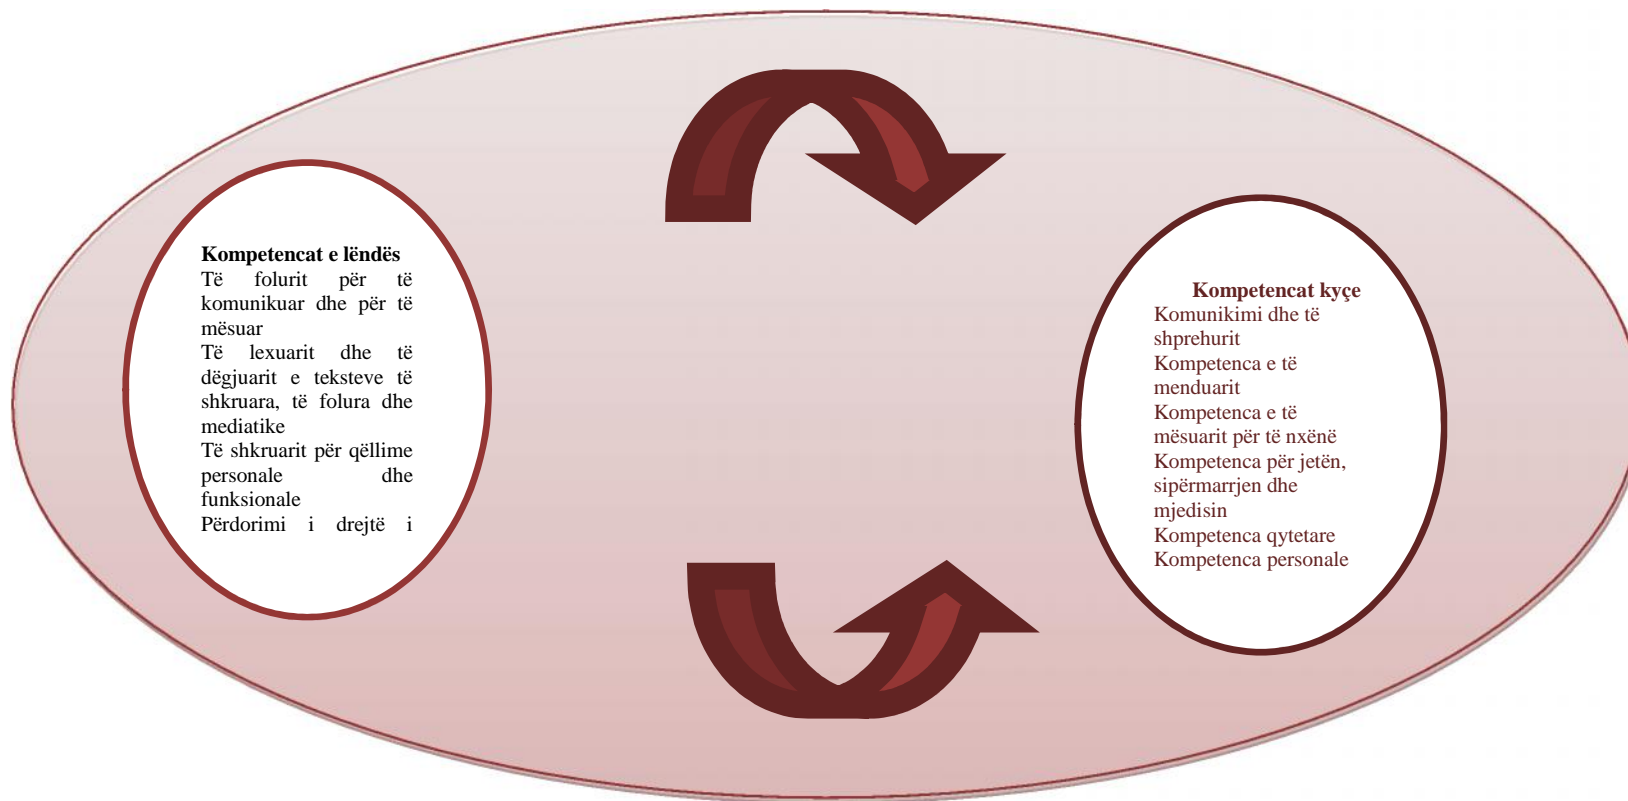 Kompetencat e lëndës
Të folurit për të
komunikuar dhe për të
mësuar
Të lexuarit dhe të
dëgjuarit e teksteve të
shkruara, të folura dhe
mediatike
Të shkruarit për qëllime
personale dhe
funksionale
Përdorimi i drejtë i
Kompetencat kyçe
Komunikimi dhe të
shprehurit
Kompetenca e të
menduarit
Kompetenca e të
mësuarit për të nxënë
Kompetenca për jetën,
sipërmarrjen dhe
mjedisin
Kompetenca qytetare
Kompetenca personale